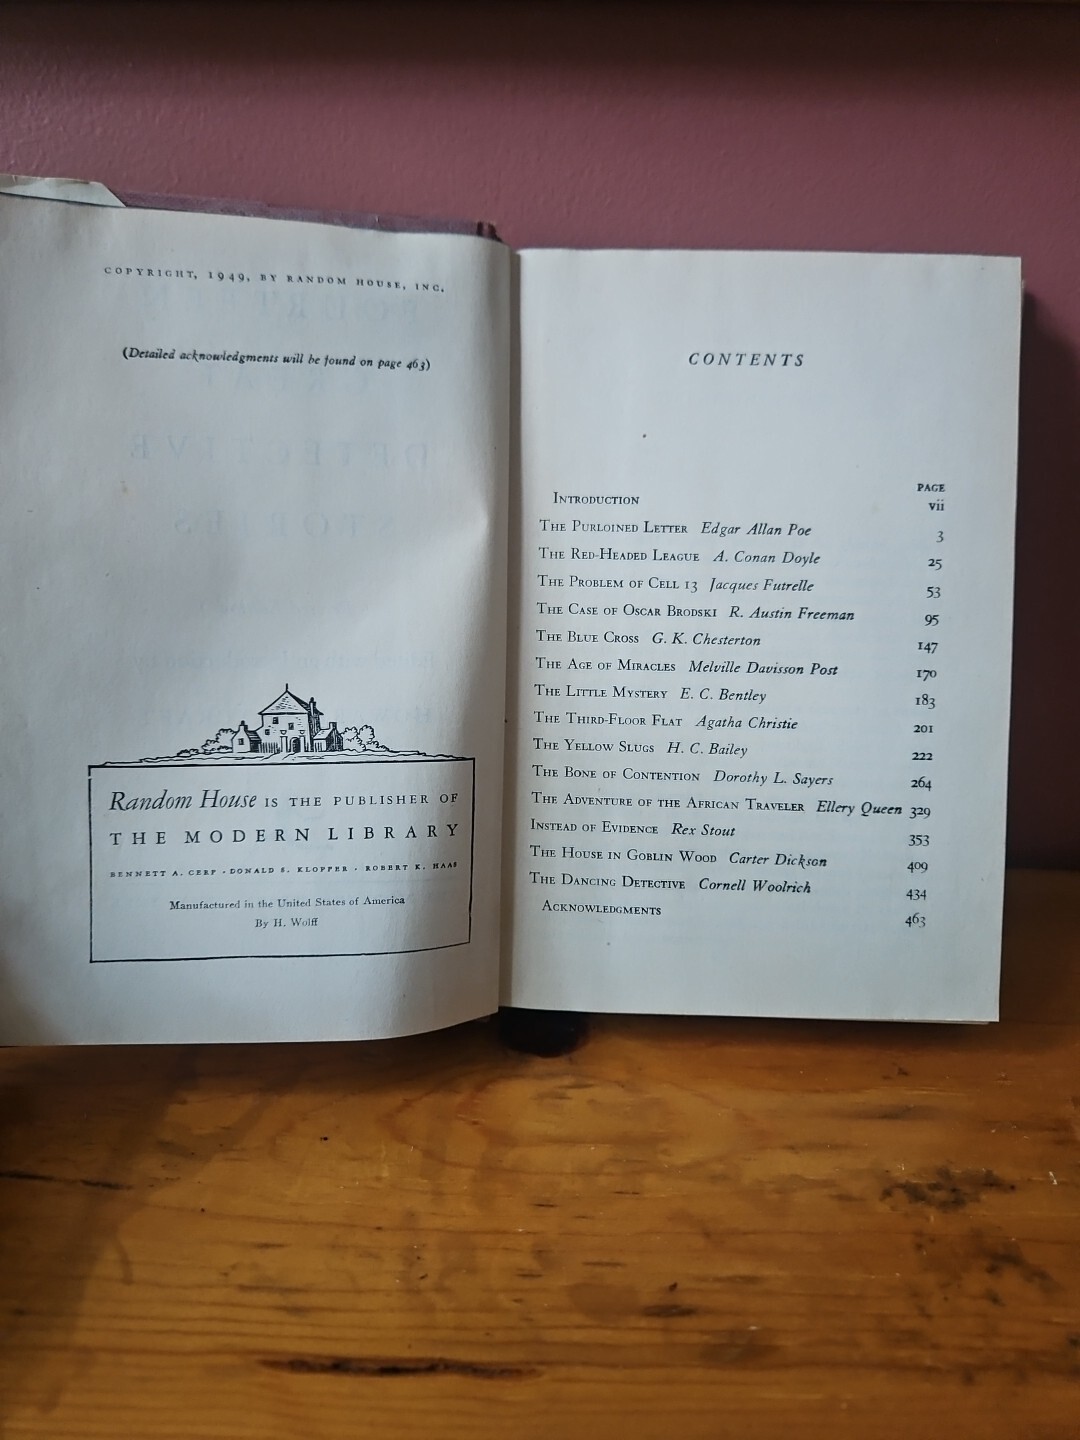 COPYRIGHT, 1949, BY RANDOM HOUSE, INC.
(Detailed acknowledgments will be found on page 463)
Random House IS THE PUBLISHER OF
THE MODERN LIBRARY
BENNETT A. CERF · DONALD S. KLOPFER · ROBERT K. HAAS
Manufactured in the United States of America
By H. Wolff
CONTENTS
PAGE
INTRODUCTION vii
THE PURLOINED LETTER Edgar Allan Poe 3
THE RED-HEADED LEAGUE A. Conan Doyle 25
THE PROBLEM OF CELL 13 Jacques Futrelle 53
THE CASE OF OSCAR BRODSKI R. Austin Freeman 95
THE BLUE CROSS G. K. Chesterton 147
THE AGE OF MIRACLES Melville Davisson Post 170
THE LITTLE MYSTERY E. C. Bentley 183
THE THIRD-FLOOR FLAT Agatha Christie 201
THE YELLOW SLUGS H. C. Bailey 222
THE BONE OF CONTENTION Dorothy L. Sayers 264
THE ADVENTURE OF THE AFRICAN TRAVELER Ellery Queen 329
INSTEAD OF EVIDENCE Rex Stout 353
THE HOUSE IN GOBLIN WOOD Carter Dickson 409
THE DANCING DETECTIVE Cornell Woolrich 434
ACKNOWLEDGMENTS 463